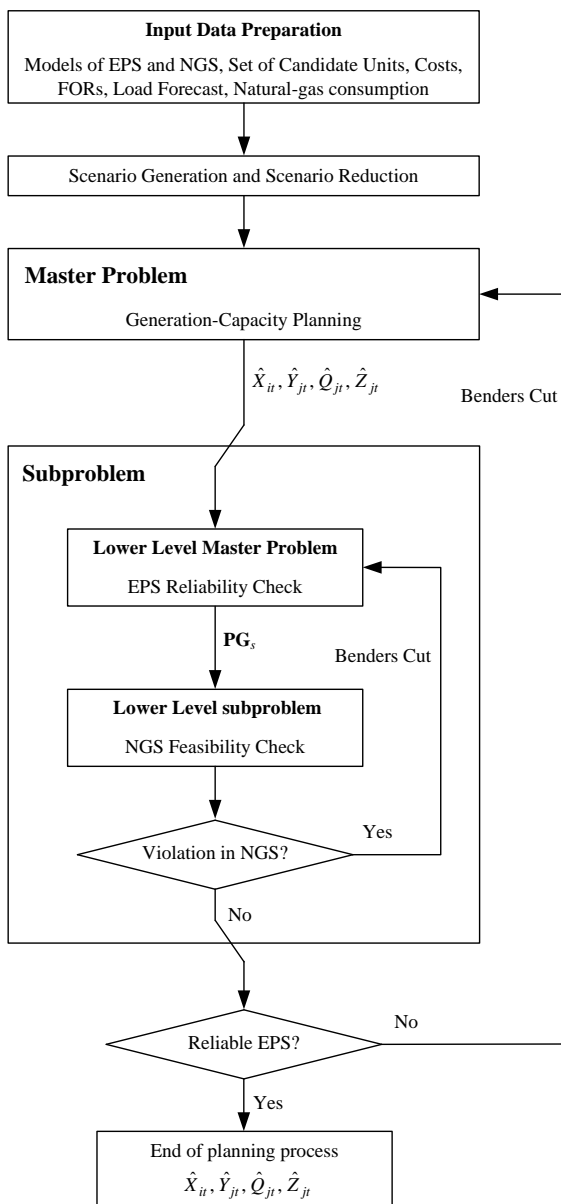 Input Data Preparation
Models of EPS and NGS, Set of Candidate Units, Costs,
FORs, Load Forecast, Natural-gas consumption
Scenario Generation and Scenario Reduction
Master Problem
Generation-Capacity Planning
X̂it, Ŷjt, Q̂jt, Ẑjt
Benders Cut
Subproblem
Lower Level Master Problem
EPS Reliability Check
PGs
Benders Cut
Lower Level subproblem
NGS Feasibility Check
Violation in NGS?
Yes
No
Reliable EPS?
No
Yes
End of planning process
X̂it, Ŷjt, Q̂jt, Ẑjt